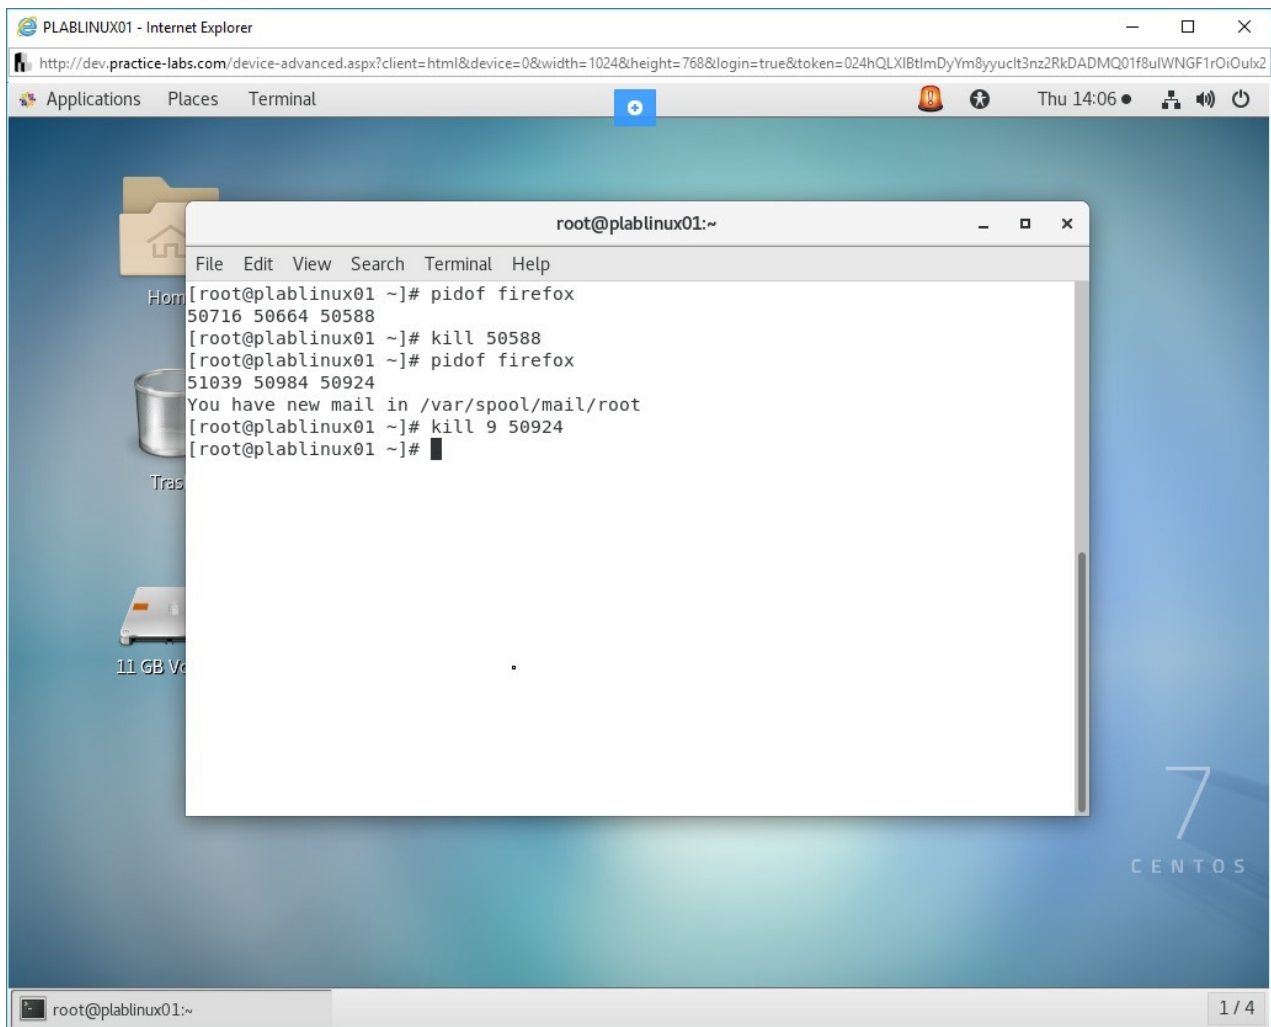 PLABLINUX01 - Internet Explorer
http://dev.practice-labs.com/device-advanced.aspx?client=html&device=0&width=1024&height=768&login=true&token=
Applications Places Terminal Thu 14:06
root@plablinux01:~
File Edit View Search Terminal Help
[root@plablinux01 ~]# pidof firefox
50716 50664 50588
[root@plablinux01 ~]# kill 50588
[root@plablinux01 ~]# pidof firefox
51039 50984 50924
You have new mail in /var/spool/mail/root
[root@plablinux01 ~]# kill 9 50924
[root@plablinux01 ~]#
Hom
Tras
11 GB Vo
7
CENTOS
root@plablinux01:~
1 / 4